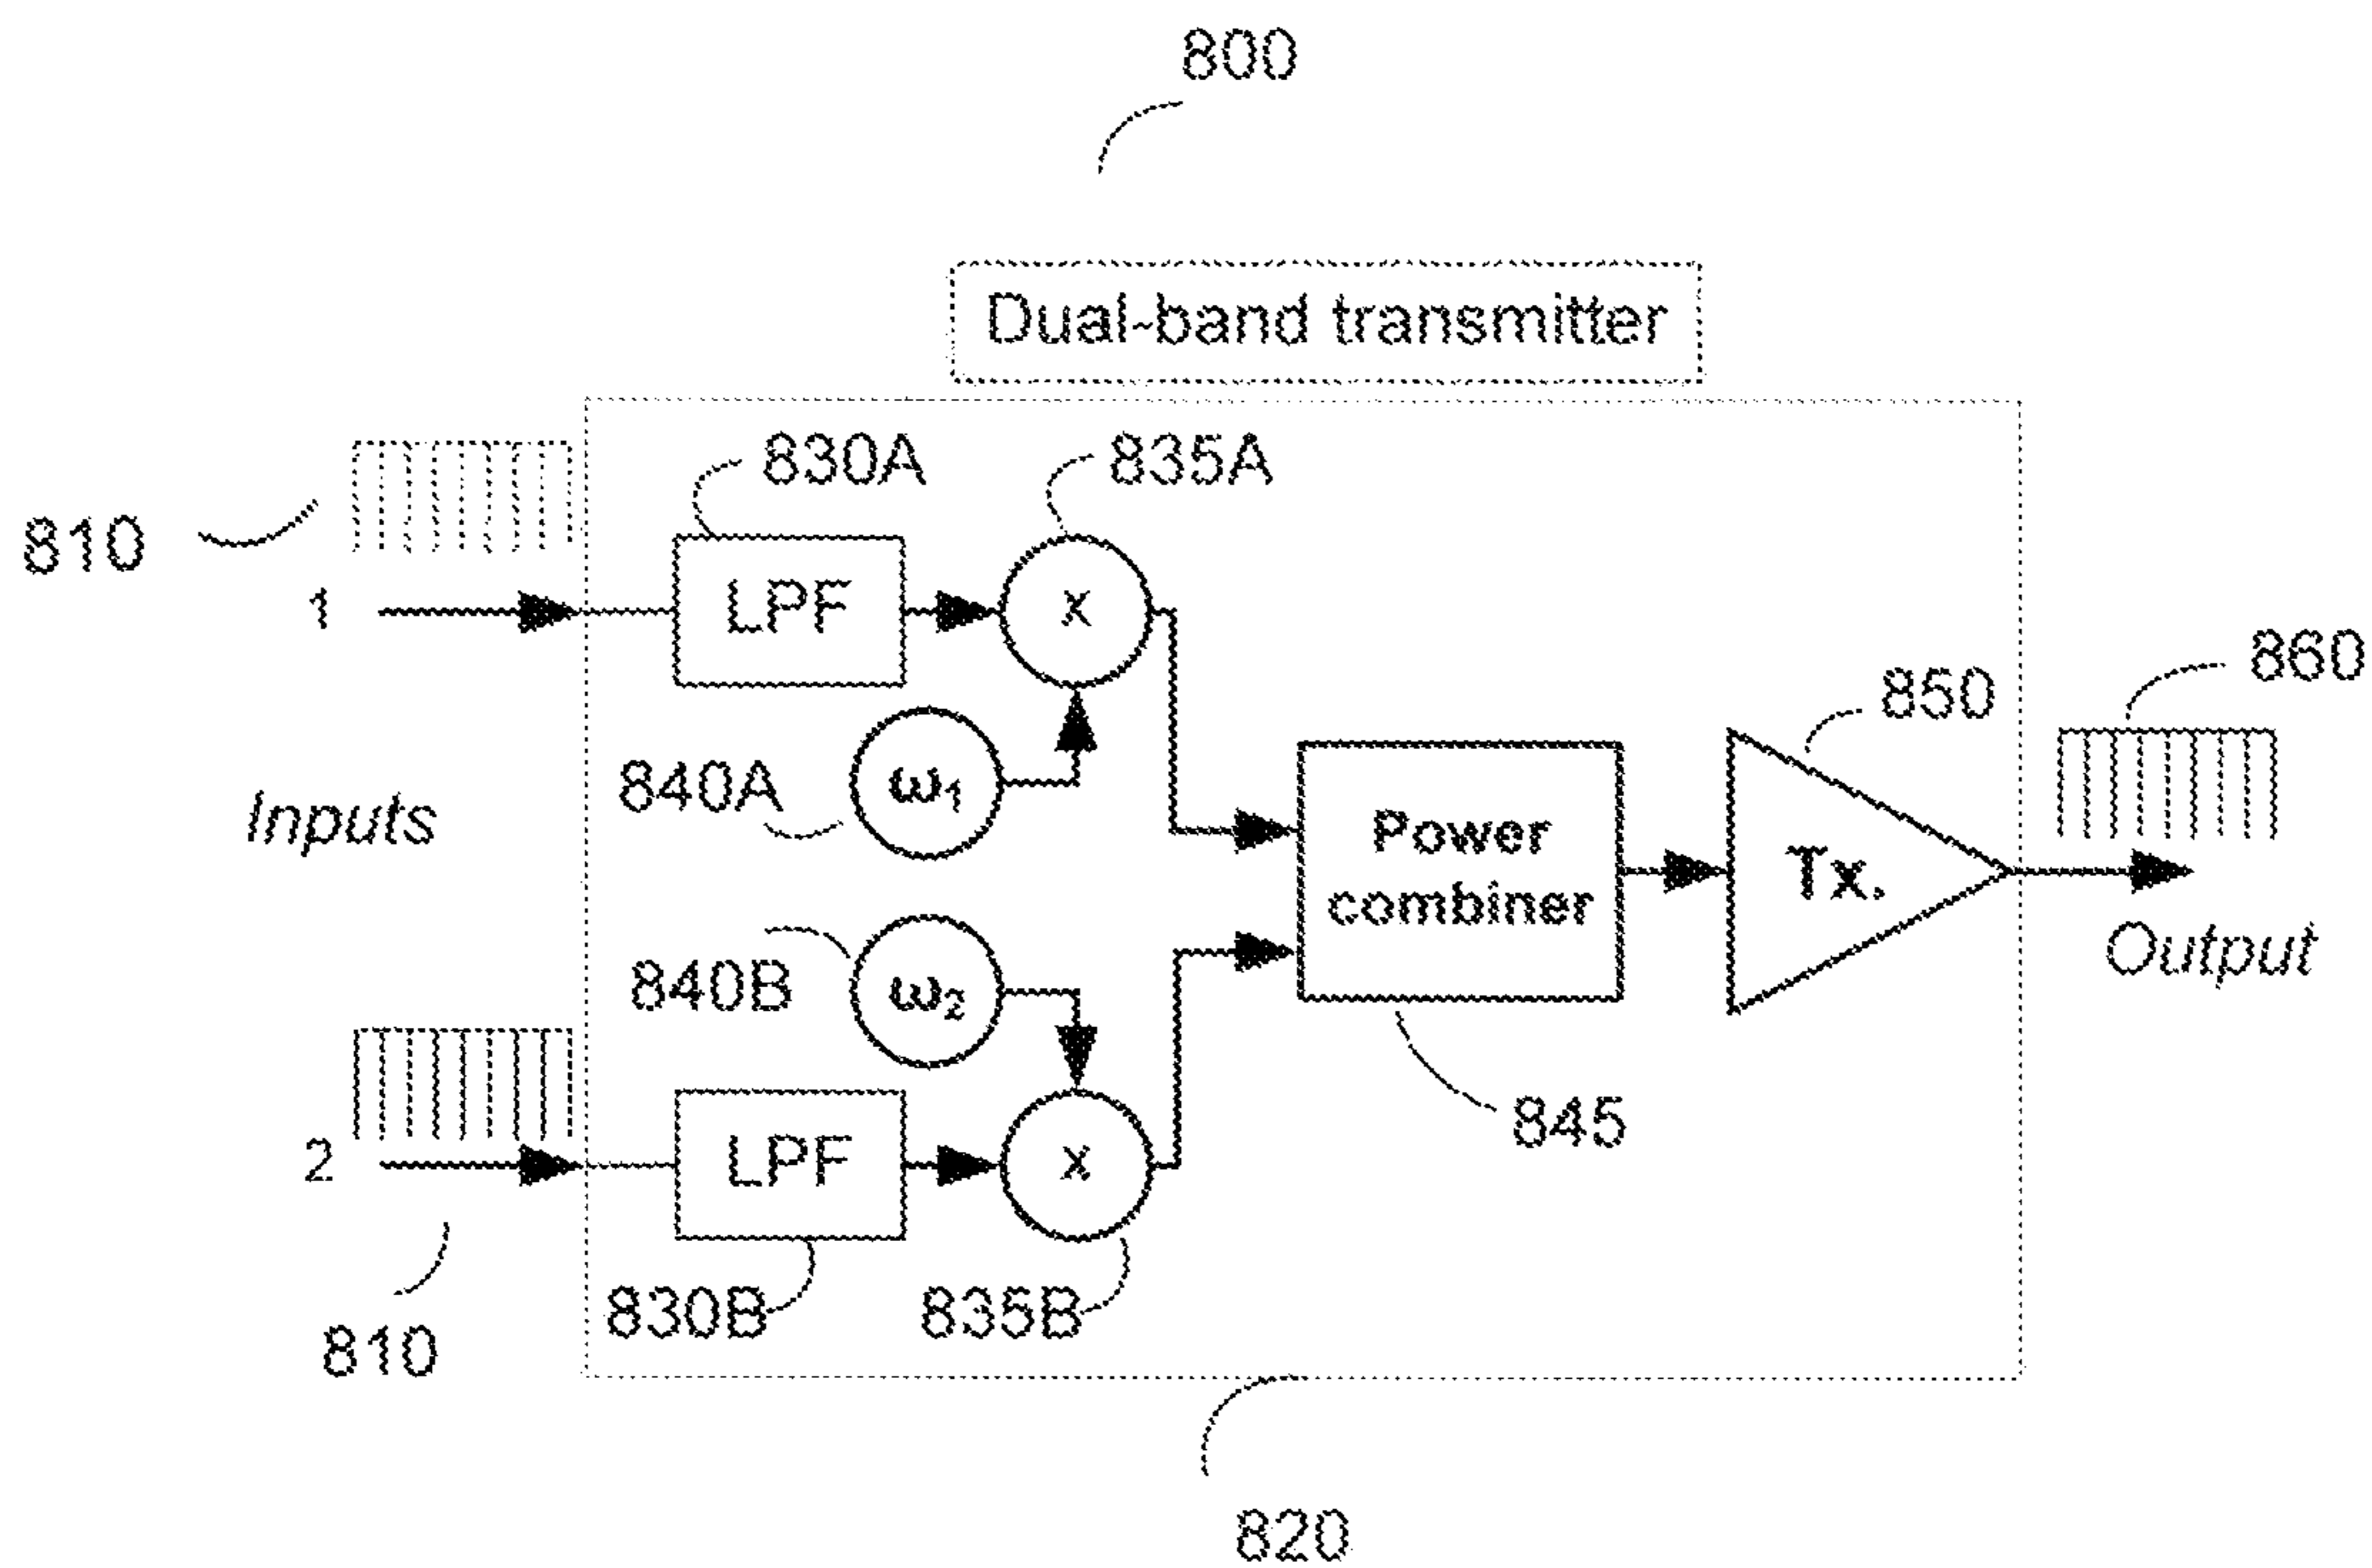 800
Dual-band transmitter
830A
835A
810
LPF
x
1
860
850
840A
ω1
Inputs
Power
combiner
Tx.
Output
840B
ω2
845
2
LPF
x
830B
835B
810
820